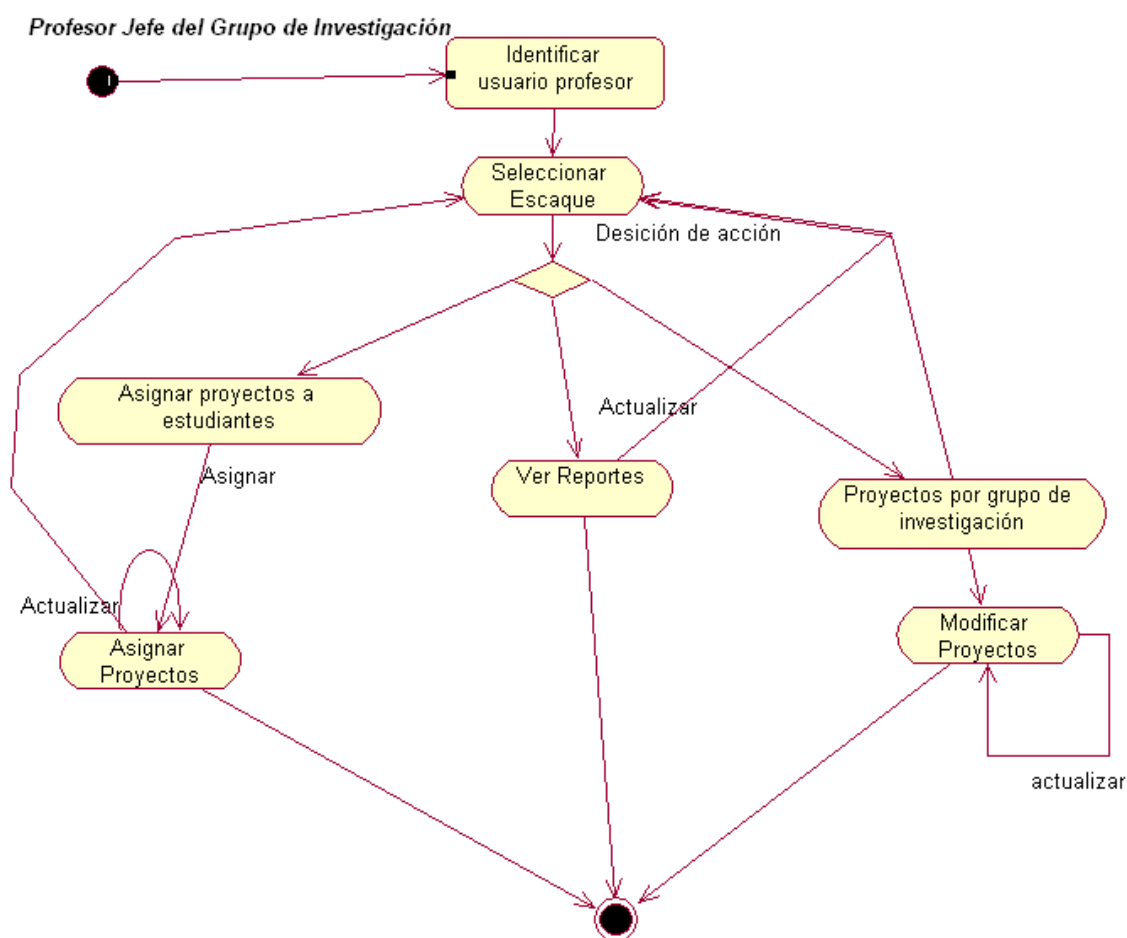 Profesor Jefe del Grupo de Investigación
Identificar
usuario profesor
Seleccionar
Escaque
Desición de acción
Asignar proyectos a
estudiantes
Actualizar
Asignar
Ver Reportes
Proyectos por grupo de
investigación
Actualizar
Asignar
Proyectos
Modificar
Proyectos
actualizar